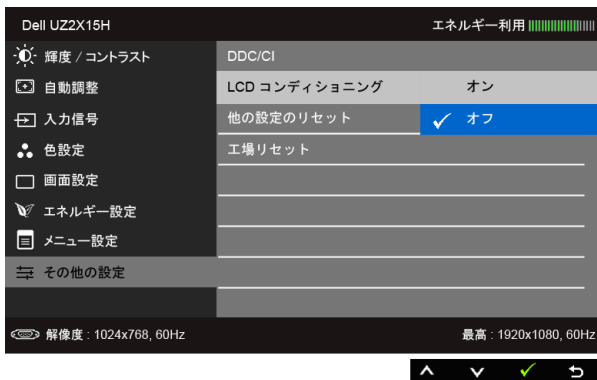 Dell UZ2X15H
エネルギー利用
輝度 / コントラスト
DDC/CI
自動調整
LCD コンディショニング
オン
入力信号
他の設定のリセット
オフ
色設定
工場リセット
画面設定
エネルギー設定
メニュー設定
その他の設定
解像度 : 1024x768, 60Hz
最高 : 1920x1080, 60Hz